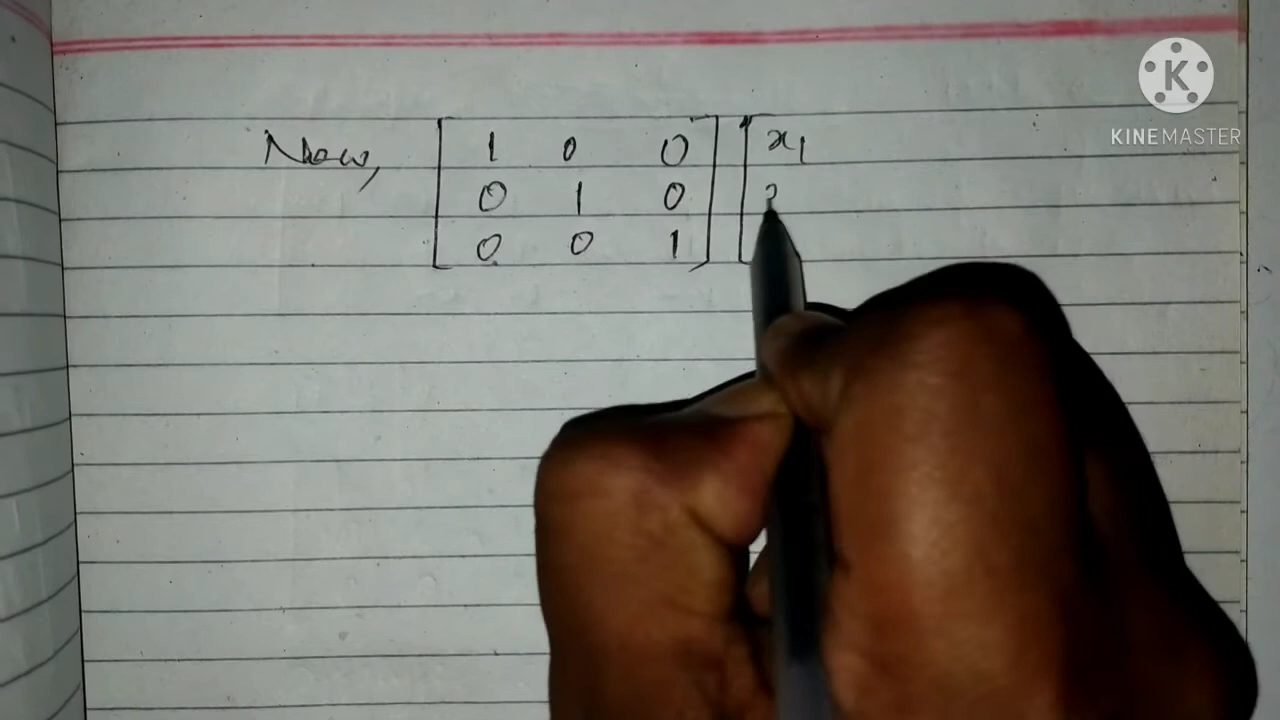 Now, [ 1 0 0 ] [ x₁
0 1 0
0 0 1
K
KINEMASTER